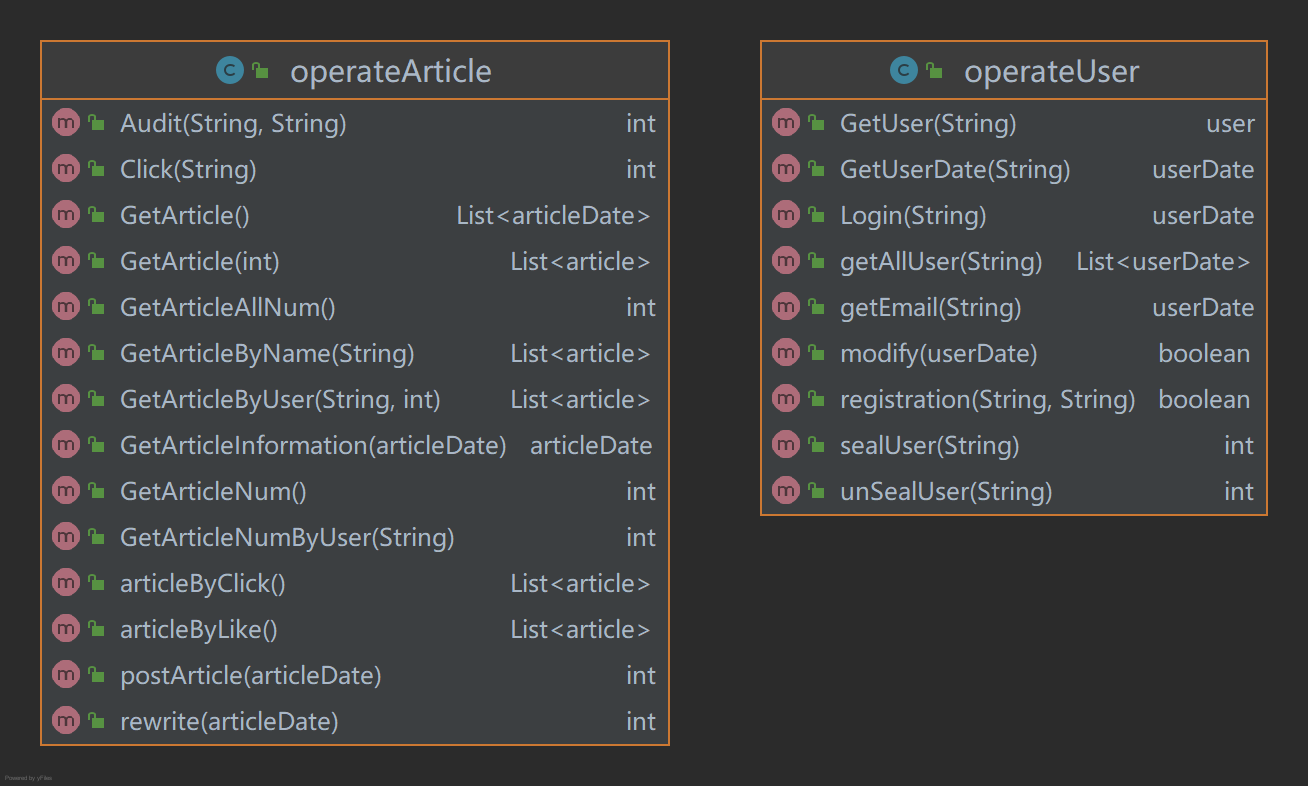 operateArticle
Audit(String, String) int
Click(String) int
GetArticle() List<articleDate>
GetArticle(int) List<article>
GetArticleAllNum() int
GetArticleByName(String) List<article>
GetArticleByUser(String, int) List<article>
GetArticleInformation(articleDate) articleDate
GetArticleNum() int
GetArticleNumByUser(String) int
articleByClick() List<article>
articleByLike() List<article>
postArticle(articleDate) int
rewrite(articleDate) int
operateUser
GetUser(String) user
GetUserDate(String) userDate
Login(String) userDate
getAllUser(String) List<userDate>
getEmail(String) userDate
modify(userDate) boolean
registration(String, String) boolean
sealUser(String) int
unSealUser(String) int
Powered by yFiles